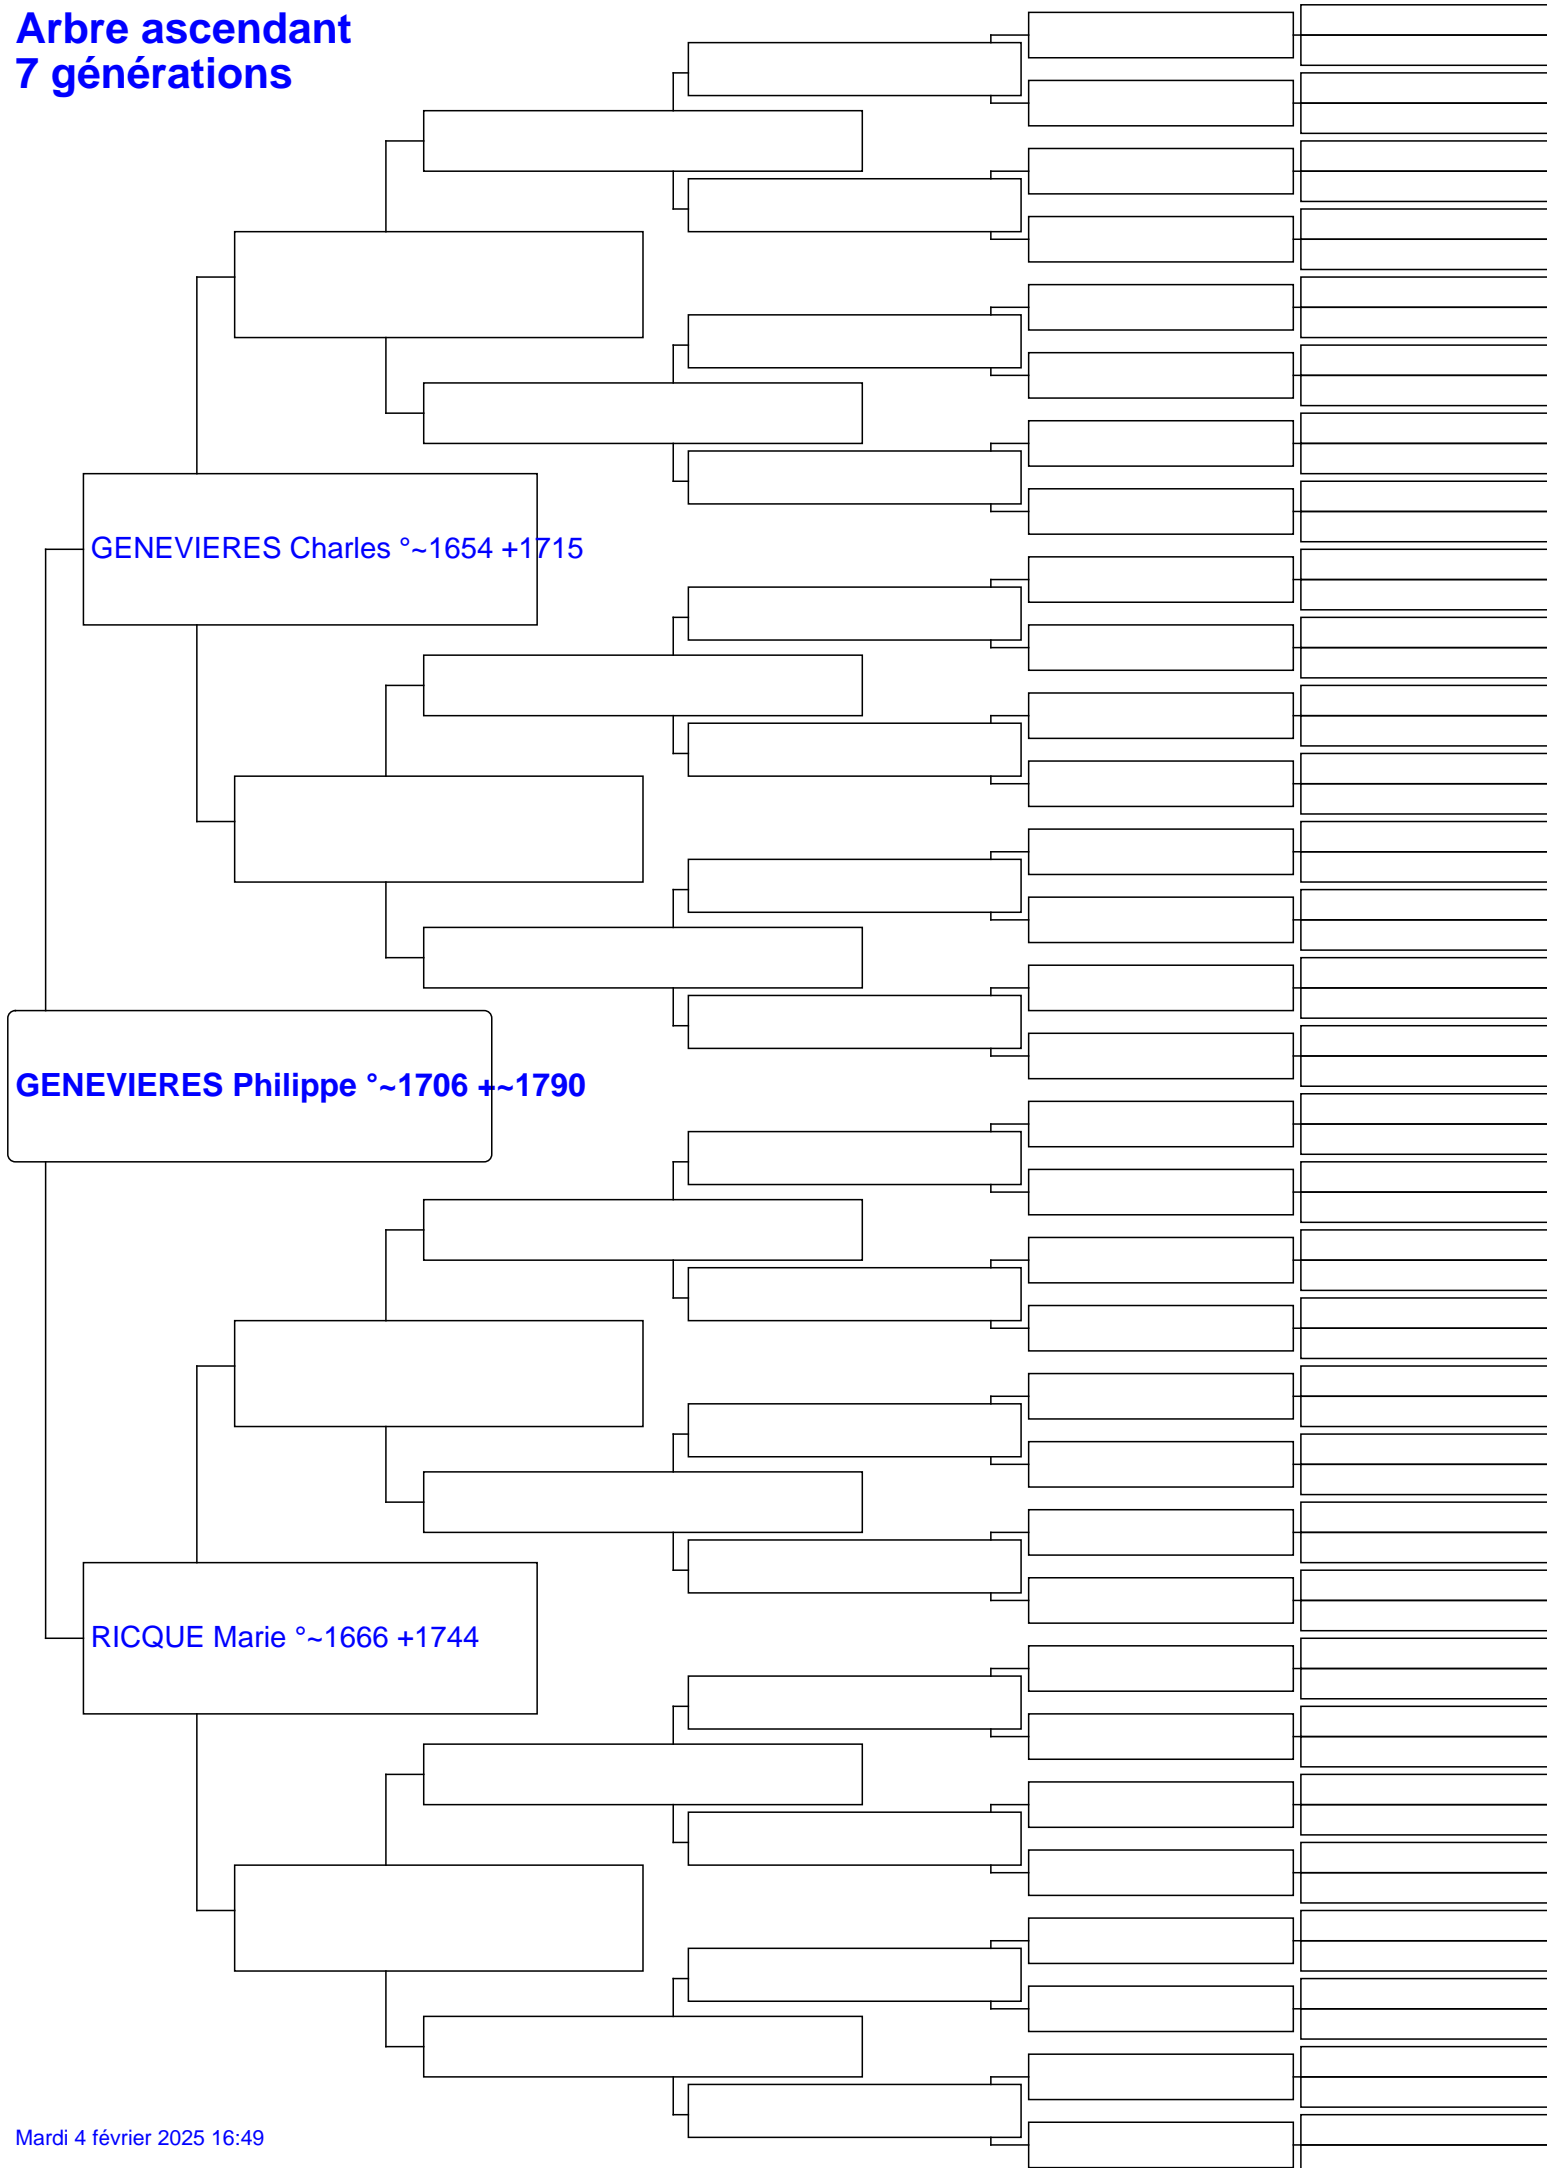 Arbre ascendant
7 générations
GENEVIERES Charles °~1654 +1715
GENEVIERES Philippe °~1706 +~1790
RICQUE Marie °~1666 +1744
Mardi 4 février 2025 16:49